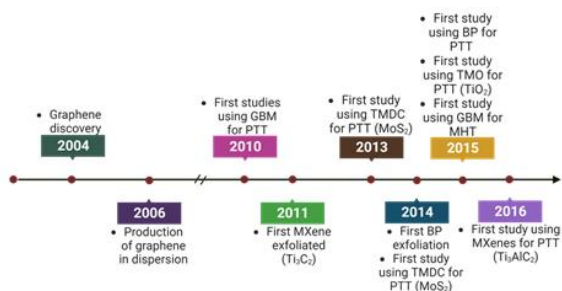 • Graphene
discovery
2004
2006
• Production
of graphene
in dispersion
• First studies
using GBM
for PTT
2010
2011
• First MXene
exfoliated
(Ti₃C₂)
• First study
using TMDC
for PTT (MoS₂)
2013
2014
• First BP
exfoliation
• First study
using TMDC for
PTT (MoS₂)
• First study
using BP for
PTT
• First study
using TMO for
PTT (TiO₂)
• First study
using GBM for
MHT
2015
2016
• First study using
MXenes for PTT
(Ti₃AlC₂)